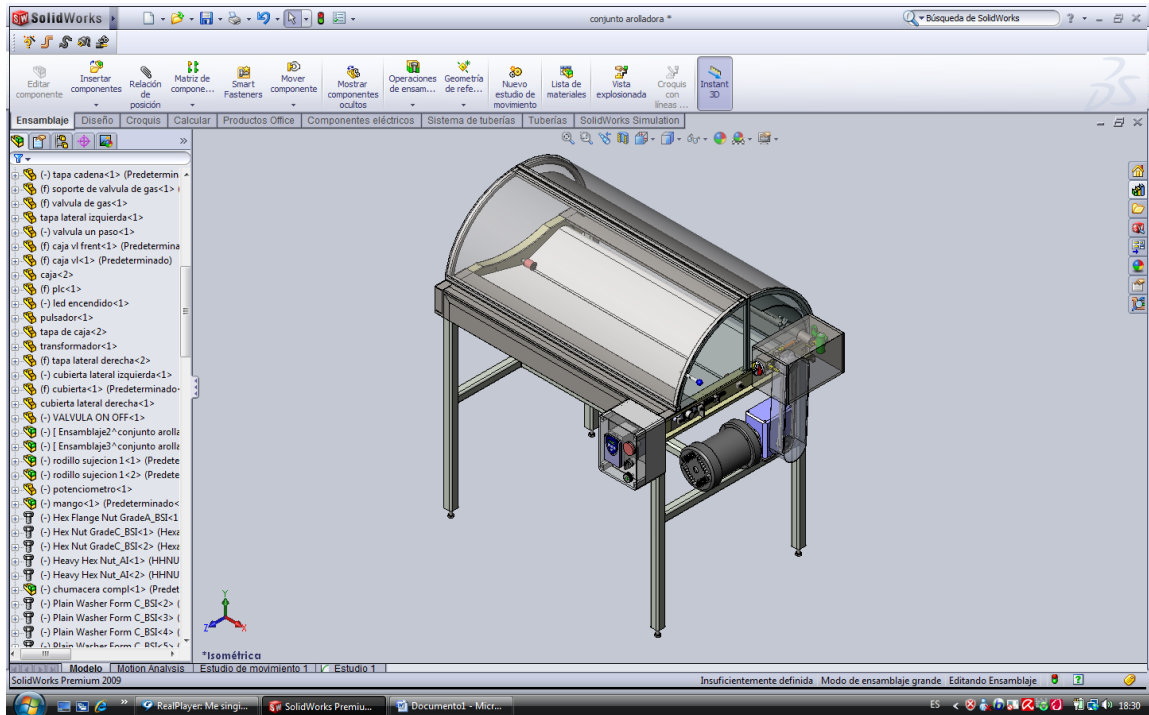 SolidWorks
conjunto arolladora *
Búsqueda de SolidWorks
Editar componente
Insertar componentes
Relación de posición
Matriz de compone...
Smart Fasteners
Mover componente
Mostrar componentes ocultos
Operaciones de ensam...
Geometría de refe...
Nuevo estudio de movimiento
Lista de materiales
Vista explosionada
Croquis con líneas ...
Instant 3D
Ensamblaje Diseño Croquis Calcular Productos Office Componentes eléctricos Sistema de tuberías Tuberías SolidWorks Simulation
(-) tapa cadena<1> (Predetermin
(f) soporte de valvula de gas<1> (
(f) valvula de gas<1>
tapa lateral izquierda<1>
(-) valvula un paso<1>
(f) caja vl frent<1> (Predetermina
(f) caja vl<1> (Predeterminado)
caja<2>
(f) plc<1>
(-) led encendido<1>
pulsador<1>
tapa de caja<2>
transformador<1>
(f) tapa lateral derecha<2>
(-) cubierta lateral izquierda<1>
(f) cubierta<1> (Predeterminado<
cubierta lateral derecha<1>
(-) VALVULA ON OFF<1>
(-) [ Ensamblaje2^conjunto arolla
(-) [ Ensamblaje3^conjunto arolla
(-) rodillo sujecion 1<1> (Predete
(-) rodillo sujecion 1<2> (Predete
(-) potenciometro<1>
(-) mango<1> (Predeterminado<
(-) Hex Flange Nut GradeA_BSI<1
(-) Hex Nut GradeC_BSI<1> (Hexa
(-) Hex Nut GradeC_BSI<2> (Hexa
(-) Heavy Hex Nut_AI<1> (HHNU
(-) Heavy Hex Nut_AI<2> (HHNU
(-) chumacera compl<1> (Predet
(-) Plain Washer Form C_BSI<2> (
(-) Plain Washer Form C_BSI<3> (
(-) Plain Washer Form C_BSI<4> (
(-) Plain Washer Form C_BSI<5> (
Y
Z
X
*Isométrica
Modelo Motion Analysis Estudio de movimiento 1 Estudio 1
SolidWorks Premium 2009
Insuficientemente definida Modo de ensamblaje grande Editando Ensamblaje
RealPlayer: Me singi... SolidWorks Premiu... Documento1 - Micr...
ES
18:30